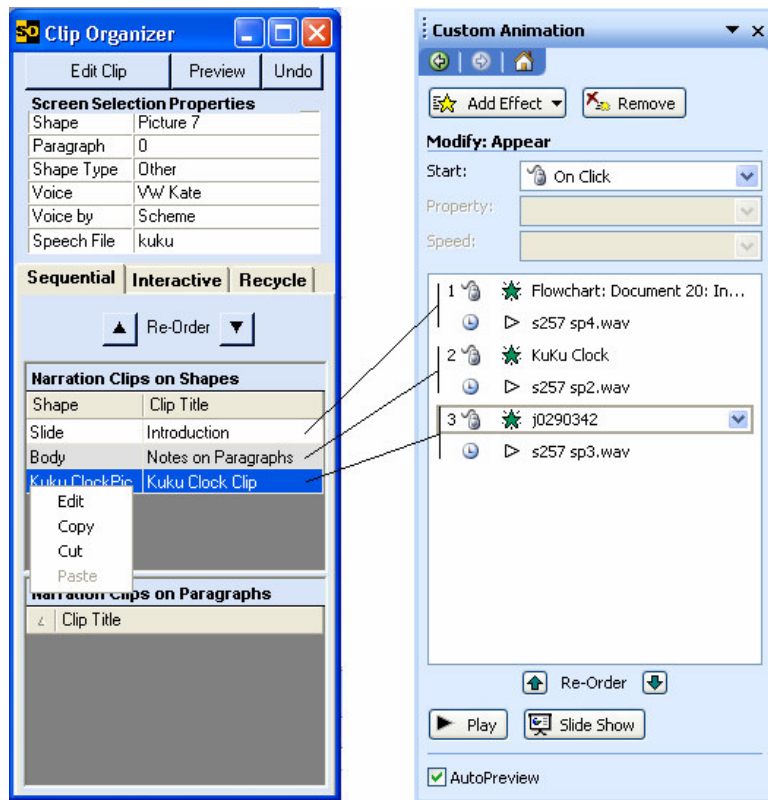 SO Clip Organizer
Edit Clip Preview Undo
Screen Selection Properties
Shape Picture 7
Paragraph 0
Shape Type Other
Voice VW Kate
Voice by Scheme
Speech File kuku
Sequential Interactive Recycle
Re-Order
Narration Clips on Shapes
Shape Clip Title
Slide Introduction
Body Notes on Paragraphs
Kuku ClockPic Kuku Clock Clip
Edit
Copy
Cut
Paste
Narration Clips on Paragraphs
Clip Title
Custom Animation
Add Effect Remove
Modify: Appear
Start: On Click
Property:
Speed:
1 Flowchart: Document 20: In...
s257 sp4.wav
2 KuKu Clock
s257 sp2.wav
3 j0290342
s257 sp3.wav
Re-Order
Play Slide Show
AutoPreview